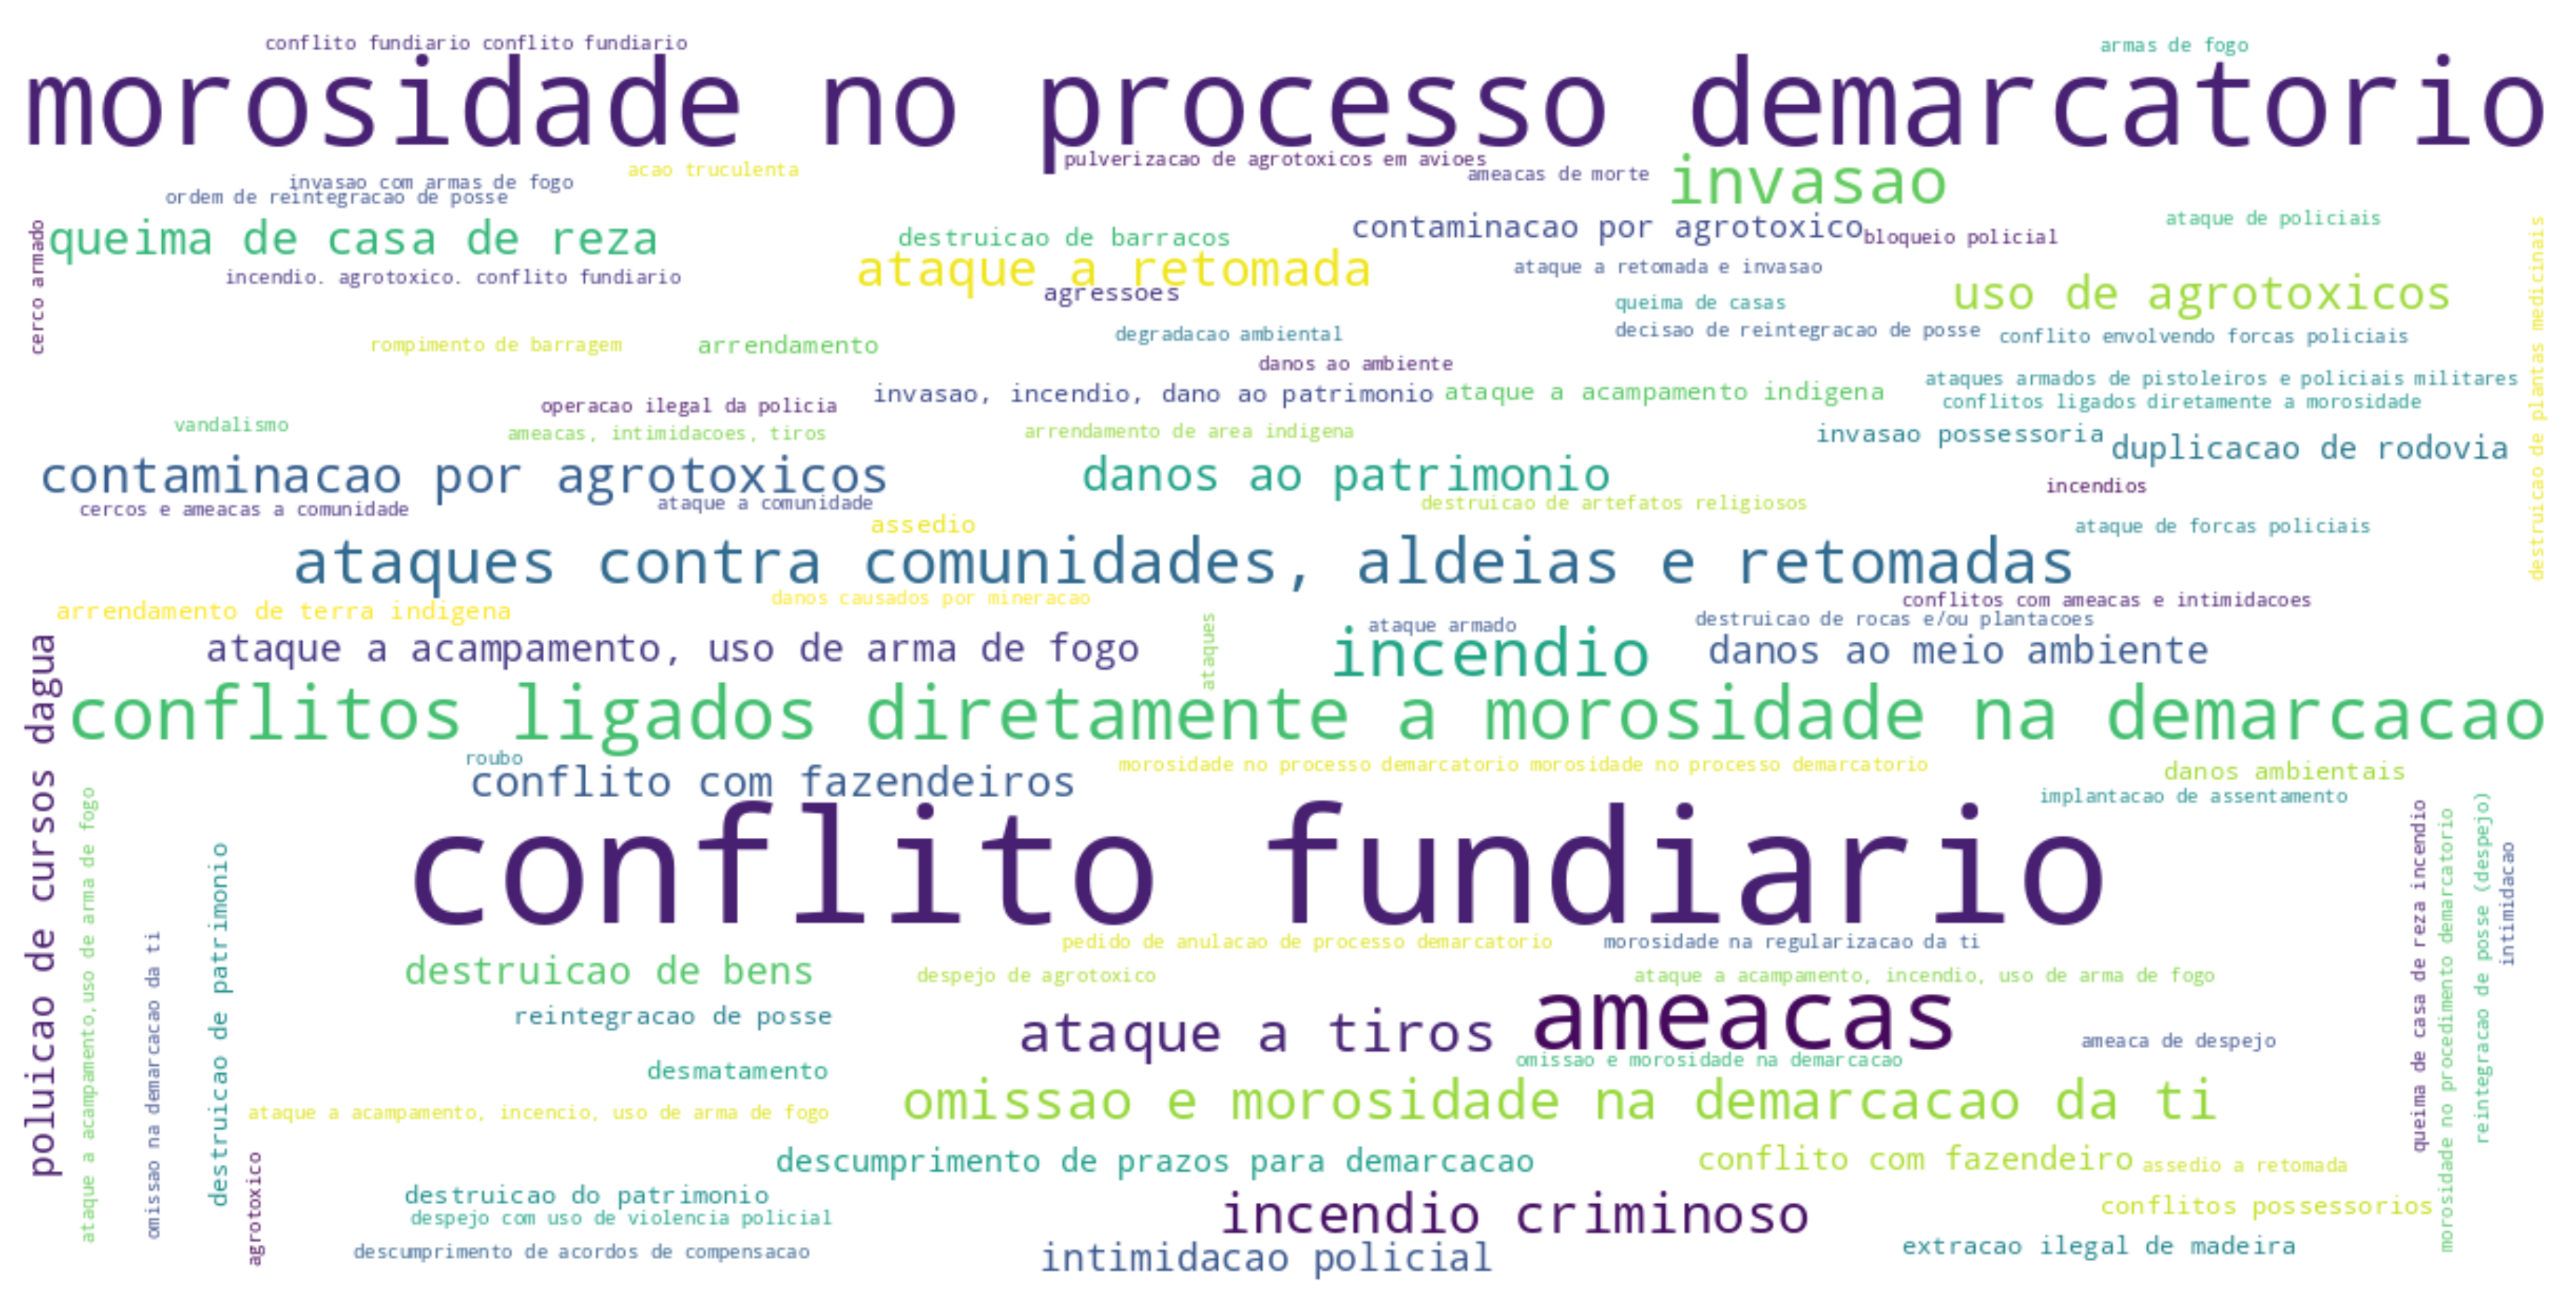 conflito fundiario conflito fundiario
armas de fogo
morosidade no processo demarcatorio
pulverizacao de agrotoxicos em avioes
acao truculenta
ameacas de morte
invasao
invasao com armas de fogo
ordem de reintegracao de posse
cerco armado
queima de casa de reza
destruicao de barracos
contaminacao por agrotoxico
bloqueio policial
ataque de policiais
destruicao de plantas medicinais
incendio. agrotoxico. conflito fundiario
ataque a retomada
ataque a retomada e invasao
agressoes
queima de casas
uso de agrotoxicos
rompimento de barragem
arrendamento
degradacao ambiental
decisao de reintegracao de posse
conflito envolvendo forcas policiais
danos ao ambiente
ataques armados de pistoleiros e policiais militares
invasao, incendio, dano ao patrimonio
ataque a acampamento indigena
operacao ilegal da policia
conflitos ligados diretamente a morosidade
vandalismo
ameacas, intimidacoes, tiros
arrendamento de area indigena
invasao possessoria
duplicacao de rodovia
contaminacao por agrotoxicos
danos ao patrimonio
incendios
cercos e ameacas a comunidade
ataque a comunidade
destruicao de artefatos religiosos
assedio
ataque de forcas policiais
ataques contra comunidades, aldeias e retomadas
arrendamento de terra indigena
danos causados por mineracao
conflitos com ameacas e intimidacoes
ataques
ataque armado
destruicao de rocas e/ou plantacoes
poluicao de cursos dagua
ataque a acampamento, uso de arma de fogo
incendio
danos ao meio ambiente
conflitos ligados diretamente a morosidade na demarcacao
roubo
conflito com fazendeiros
morosidade no processo demarcatorio morosidade no processo demarcatorio
danos ambientais
implantacao de assentamento
ataque a acampamento,uso de arma de fogo
omissao na demarcacao da ti
destruicao de patrimonio
conflito fundiario
queima de casa de reza incendio
morosidade no procedimento demarcatorio
reintegracao de posse (despejo)
intimidacao
pedido de anulacao de processo demarcatorio
morosidade na regularizacao da ti
destruicao de bens
despejo de agrotoxico
ataque a acampamento, incendio, uso de arma de fogo
reintegracao de posse
ataque a tiros
ameacas
ameaca de despejo
desmatamento
omissao e morosidade na demarcacao
ataque a acampamento, incencio, uso de arma de fogo
omissao e morosidade na demarcacao da ti
agrotoxico
descumprimento de prazos para demarcacao
conflito com fazendeiro
assedio a retomada
destruicao do patrimonio
despejo com uso de violencia policial
incendio criminoso
conflitos possessorios
descumprimento de acordos de compensacao
intimidacao policial
extracao ilegal de madeira